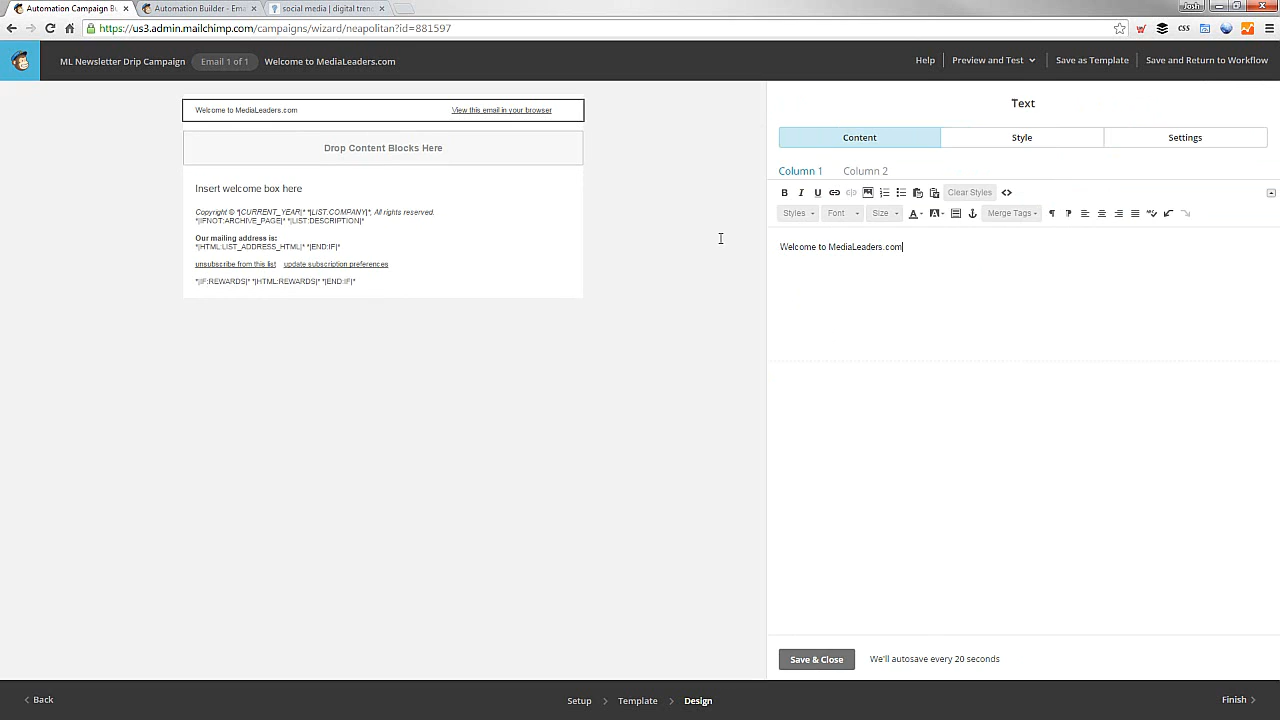 Automation Campaign Bu
Automation Builder - Ema
social media | digital tren
Josh
https://us3.admin.mailchimp.com/campaigns/wizard/neapolitan?id=881597
css
ML Newsletter Drip Campaign
Email 1 of 1
Welcome to MediaLeaders.com
Help
Preview and Test
Save as Template
Save and Return to Workflow
Welcome to MediaLeaders.com
View this email in your browser
Drop Content Blocks Here
Insert welcome box here
Copyright © *|CURRENT_YEAR|* *|LIST:COMPANY|*, All rights reserved.
*|IFNOT:ARCHIVE_PAGE|* *|LIST:DESCRIPTION|*
Our mailing address is:
*|HTML:LIST_ADDRESS_HTML|* *|END:IF|*
unsubscribe from this list    update subscription preferences
*|IF:REWARDS|* *|HTML:REWARDS|* *|END:IF|*
Text
Content
Style
Settings
Column 1
Column 2
B I U
Clear Styles
Styles
Font
Size
A
A
Merge Tags
Welcome to MediaLeaders.com
Save & Close
We'll autosave every 20 seconds
Back
Setup
Template
Design
Finish